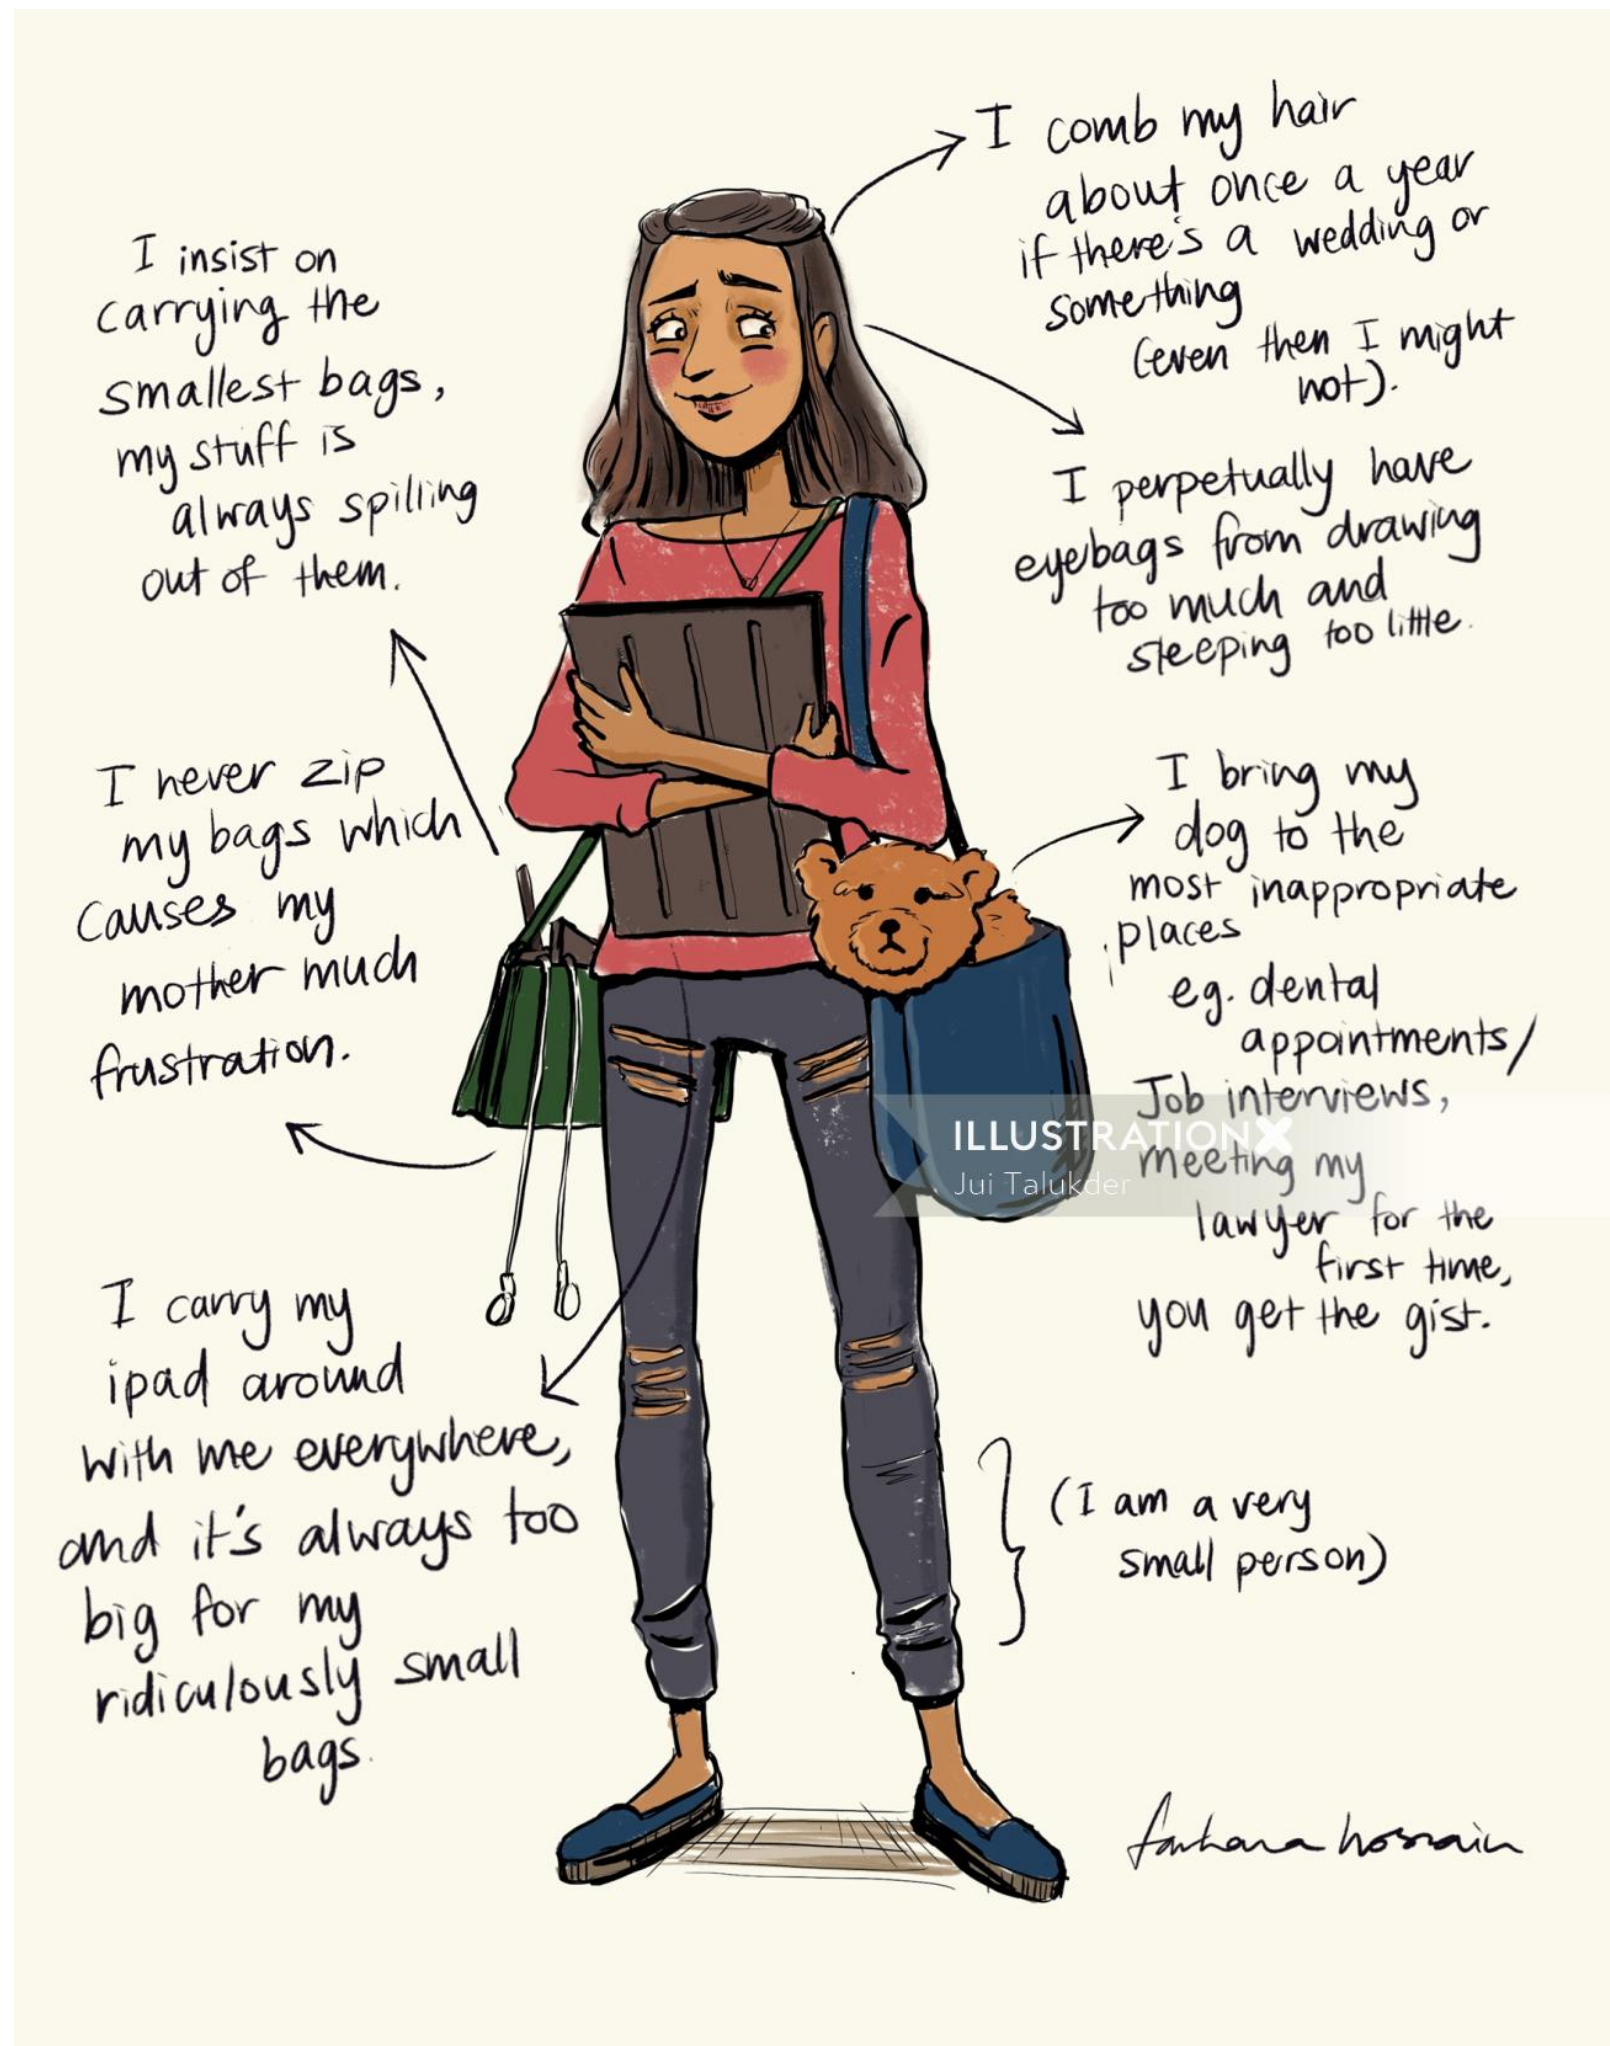 I comb my hair
about once a year
if there's a wedding or
something
(even then I might
not).
I insist on
carrying the
smallest bags,
my stuff is
always spilling
out of them.
I perpetually have
eyebags from drawing
too much and
sleeping too little.
I never zip
my bags which
causes my
mother much
frustration.
I bring my
dog to the
most inappropriate
places
eg. dental
appointments/
Job interviews,
meeting my
lawyer for the
first time,
you get the gist.
ILLUSTRATIONX
Jui Talukder
I carry my
ipad around
with me everywhere,
and it's always too
big for my
ridiculously small
bags.
(I am a very
small person)
farhana hossain